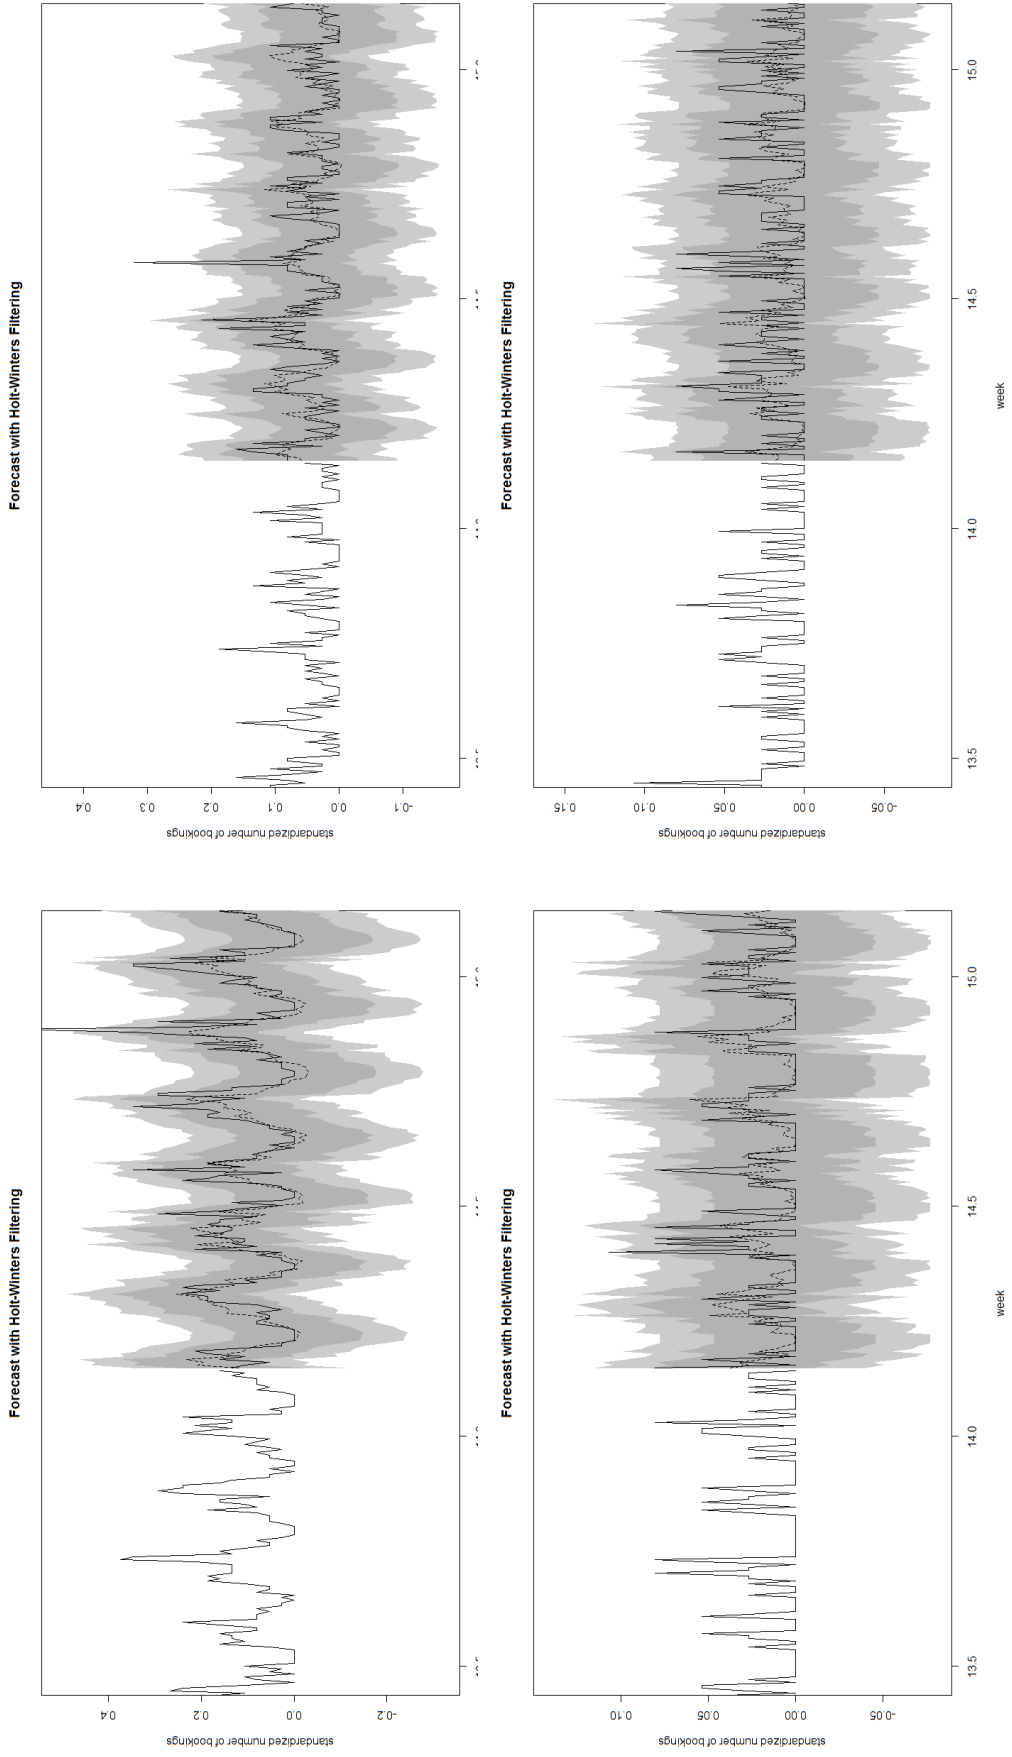 Forecast with Holt-Winters Filtering
standardized number of bookings
0.4
0.2
0.0
-0.2
Forecast with Holt-Winters Filtering
standardized number of bookings
0.4
0.3
0.2
0.1
0.0
-0.1
Forecast with Holt-Winters Filtering
standardized number of bookings
0.10
0.05
0.00
-0.05
13.5 14.0 14.5 15.0
week
Forecast with Holt-Winters Filtering
standardized number of bookings
0.15
0.10
0.05
0.00
-0.05
13.5 14.0 14.5 15.0
week